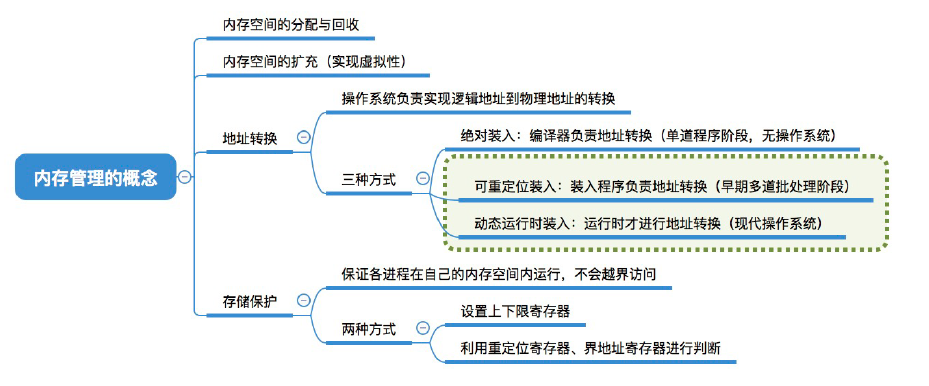 内存空间的分配与回收
内存空间的扩充（实现虚拟性）
操作系统负责实现逻辑地址到物理地址的转换
地址转换
绝对装入：编译器负责地址转换（单道程序阶段，无操作系统）
三种方式
可重定位装入：装入程序负责地址转换（早期多道批处理阶段）
动态运行时装入：运行时才进行地址转换（现代操作系统）
内存管理的概念
保证各进程在自己的内存空间内运行，不会越界访问
存储保护
设置上下限寄存器
两种方式
利用重定位寄存器、界地址寄存器进行判断